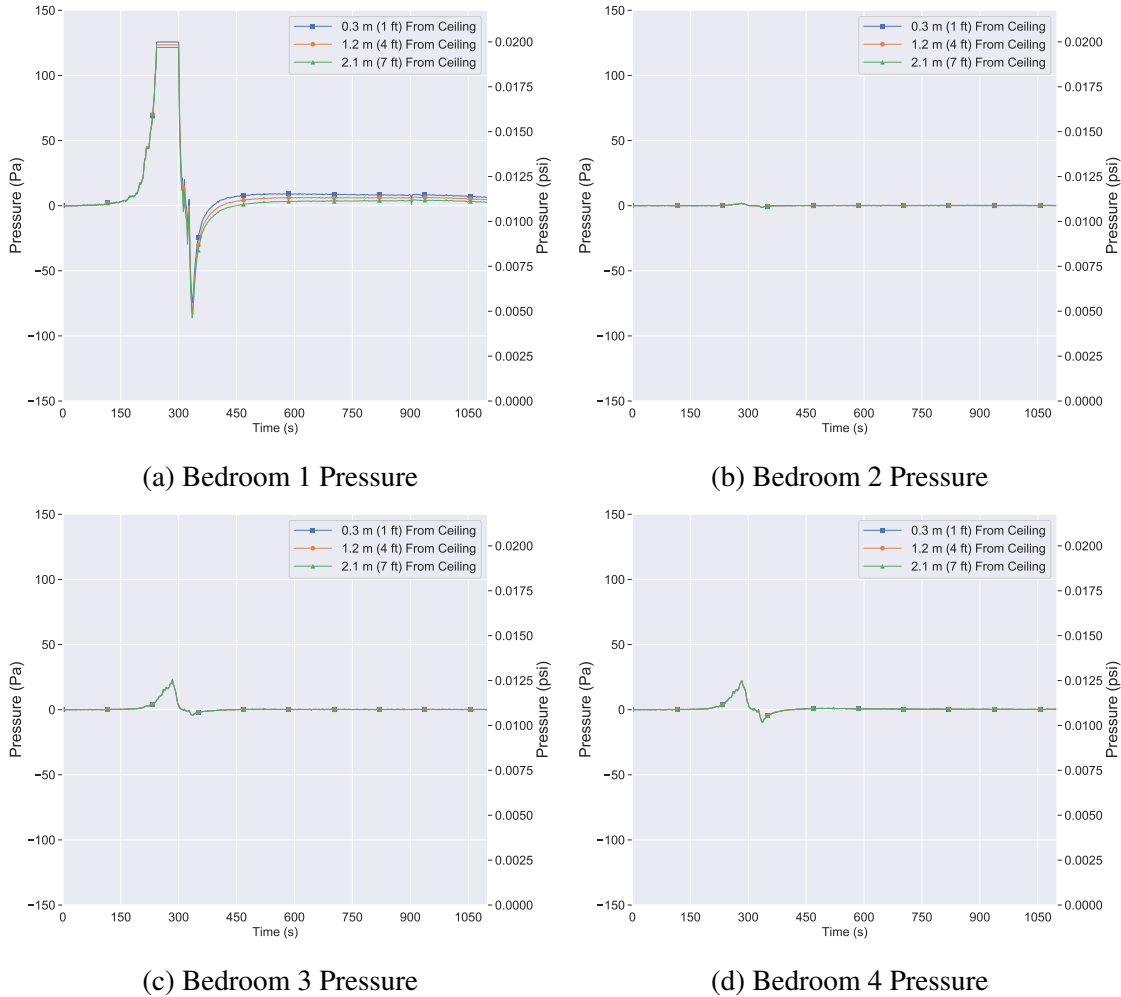 0.3 m (1 ft) From Ceiling
1.2 m (4 ft) From Ceiling
2.1 m (7 ft) From Ceiling
150
100
50
0
−50
−100
−150
Pressure (Pa)
0.0200
0.0175
0.0150
0.0125
0.0100
0.0075
0.0050
0.0025
0.0000
Pressure (psi)
0 150 300 450 600 750 900 1050
Time (s)
(a) Bedroom 1 Pressure
0.3 m (1 ft) From Ceiling
1.2 m (4 ft) From Ceiling
2.1 m (7 ft) From Ceiling
150
100
50
0
−50
−100
−150
Pressure (Pa)
0.0200
0.0175
0.0150
0.0125
0.0100
0.0075
0.0050
0.0025
0.0000
Pressure (psi)
0 150 300 450 600 750 900 1050
Time (s)
(b) Bedroom 2 Pressure
0.3 m (1 ft) From Ceiling
1.2 m (4 ft) From Ceiling
2.1 m (7 ft) From Ceiling
150
100
50
0
−50
−100
−150
Pressure (Pa)
0.0200
0.0175
0.0150
0.0125
0.0100
0.0075
0.0050
0.0025
0.0000
Pressure (psi)
0 150 300 450 600 750 900 1050
Time (s)
(c) Bedroom 3 Pressure
0.3 m (1 ft) From Ceiling
1.2 m (4 ft) From Ceiling
2.1 m (7 ft) From Ceiling
150
100
50
0
−50
−100
−150
Pressure (Pa)
0.0200
0.0175
0.0150
0.0125
0.0100
0.0075
0.0050
0.0025
0.0000
Pressure (psi)
0 150 300 450 600 750 900 1050
Time (s)
(d) Bedroom 4 Pressure